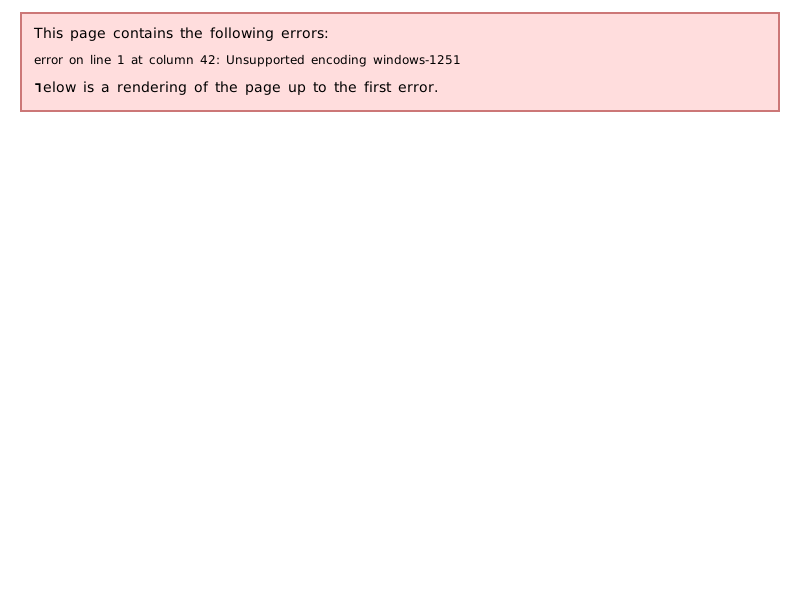 This page contains the following errors:
error on line 1 at column 42: Unsupported encoding windows-1251
is a rendering of the page up to the first error.